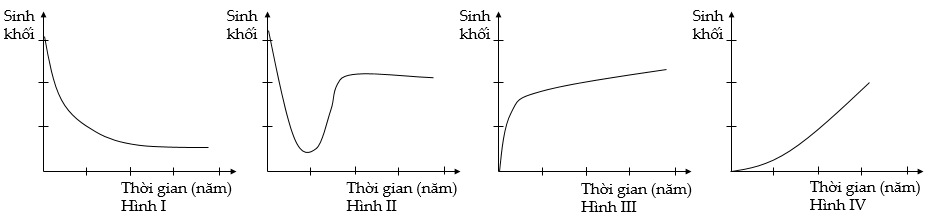 Sinh
khối
Thời gian (năm)
Hình I
Sinh
khối
Thời gian (năm)
Hình II
Sinh
khối
Thời gian (năm)
Hình III
Sinh
khối
Thời gian (năm)
Hình IV